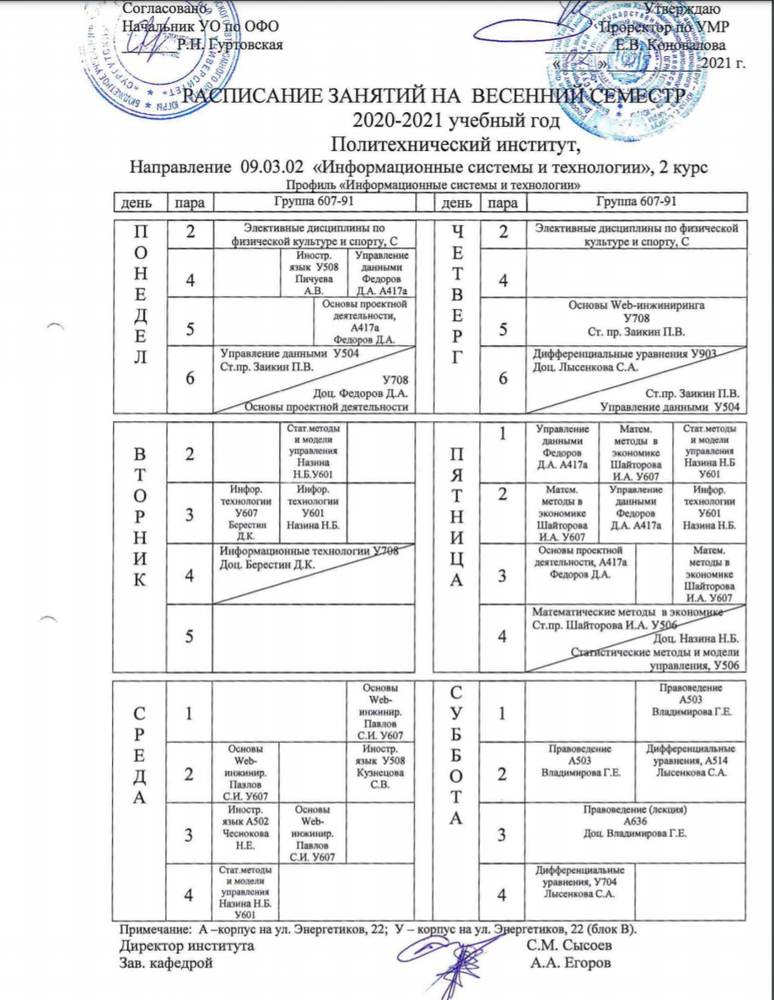 Согласовано
Начальник УО по ОФО
Р.Н. Гуртовская
Утверждаю
Проректор по УМР
Е.В. Коновалова
« » 2021 г.
РАСПИСАНИЕ ЗАНЯТИЙ НА ВЕСЕННИЙ СЕМЕСТР
2020-2021 учебный год
Политехнический институт,
Направление 09.03.02 «Информационные системы и технологии», 2 курс
Профиль «Информационные системы и технологии»
день пара Группа 607-91
ПОНЕДЕЛ
2
Элективные дисциплины по
физической культуре и спорту, С
4
Иностр.
язык У508
Пичуева
А.В.
Управление
данными
Федоров
Д.А. А417а
5
Основы проектной
деятельности,
А417а
Федоров Д.А.
6
Управление данными У504
Ст.пр. Заикин П.В.
У708
Доц. Федоров Д.А.
Основы проектной деятельности
ВТОРНИК
2
Стат.методы
и модели
управления
Назина
Н.Б.У601
3
Инфор.
технологии
У607
Берестин
Д.К.
Инфор.
технологии
У601
Назина Н.Б.
4
Информационные технологии У708
Доц. Берестин Д.К.
5
СРЕДА
1
Основы
Web-
инжинир.
Павлов
С.И. У607
2
Основы
Web-
инжинир.
Павлов
С.И. У607
Иностр.
язык У508
Кузнецова
С.В.
3
Иностр.
язык А502
Чеснокова
Н.Е.
Основы
Web-
инжинир.
Павлов
С.И. У607
4
Стат.методы
и модели
управления
Назина Н.Б.
У601
день пара Группа 607-91
ЧЕТВЕРГ
2
Элективные дисциплины по физической
культуре и спорту, С
4
5
Основы Web-инжиниринга
У708
Ст. пр. Заикин П.В.
6
Дифференциальные уравнения У903
Доц. Лысенкова С.А.
Ст.пр. Заикин П.В.
Управление данными У504
ПЯТНИЦА
1
Управление
данными
Федоров
Д.А. А417а
Матем.
методы в
экономике
Шайторова
И.А. У607
Стат.методы
и модели
управления
Назина Н.Б
У601
2
Матем.
методы в
экономике
Шайторова
И.А. У607
Управление
данными
Федоров
Д.А. А417а
Инфор.
технологии
У601
Назина Н.Б.
3
Основы проектной
деятельности, А417а
Федоров Д.А.
Матем.
методы в
экономике
Шайторова
И.А. У607
4
Математические методы в экономике
Ст.пр. Шайторова И.А. У506
Доц. Назина Н.Б.
Статистические методы и модели
управления, У506
СУББОТА
1
Правоведение
А503
Владимирова Г.Е.
2
Правоведение
А503
Владимирова Г.Е.
Дифференциальные
уравнения, А514
Лысенкова С.А.
3
Правоведение (лекция)
А636
Доц. Владимирова Г.Е.
4
Дифференциальные
уравнения, У704
Лысенкова С.А.
Примечание: А –корпус на ул. Энергетиков, 22; У – корпус на ул. Энергетиков, 22 (блок В).
Директор института С.М. Сысоев
Зав. кафедрой А.А. Егоров